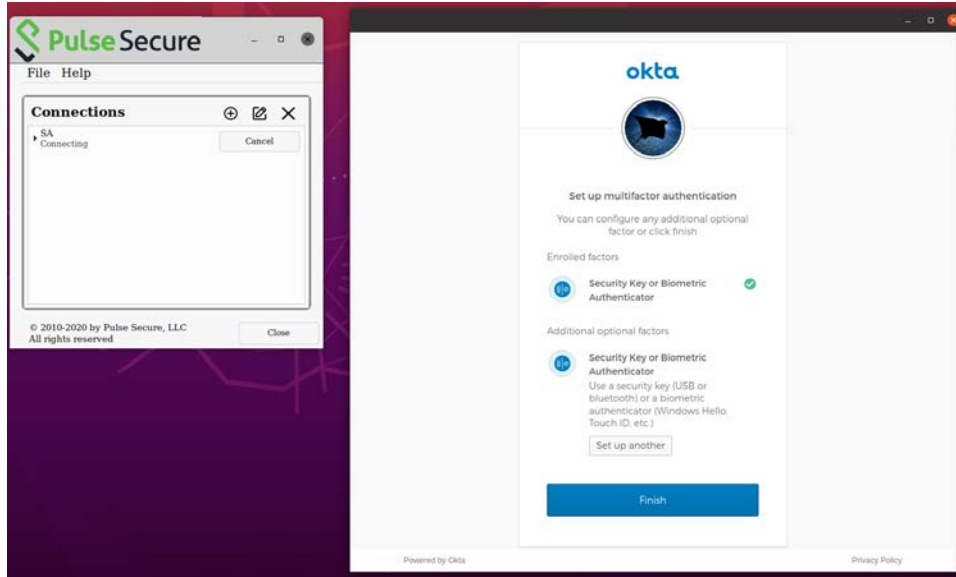 Pulse Secure
File Help
Connections
SA
Connecting
Cancel
© 2010-2020 by Pulse Secure, LLC
All rights reserved
Close
okta
Set up multifactor authentication
You can configure any additional optional
factor or click finish
Enrolled factors
Security Key or Biometric
Authenticator
Additional optional factors
Security Key or Biometric
Authenticator
Use a security key (USB or
bluetooth) or a biometric
authenticator (Windows Hello,
Touch ID, etc.)
Set up another
Finish
Powered by Okta
Privacy Policy